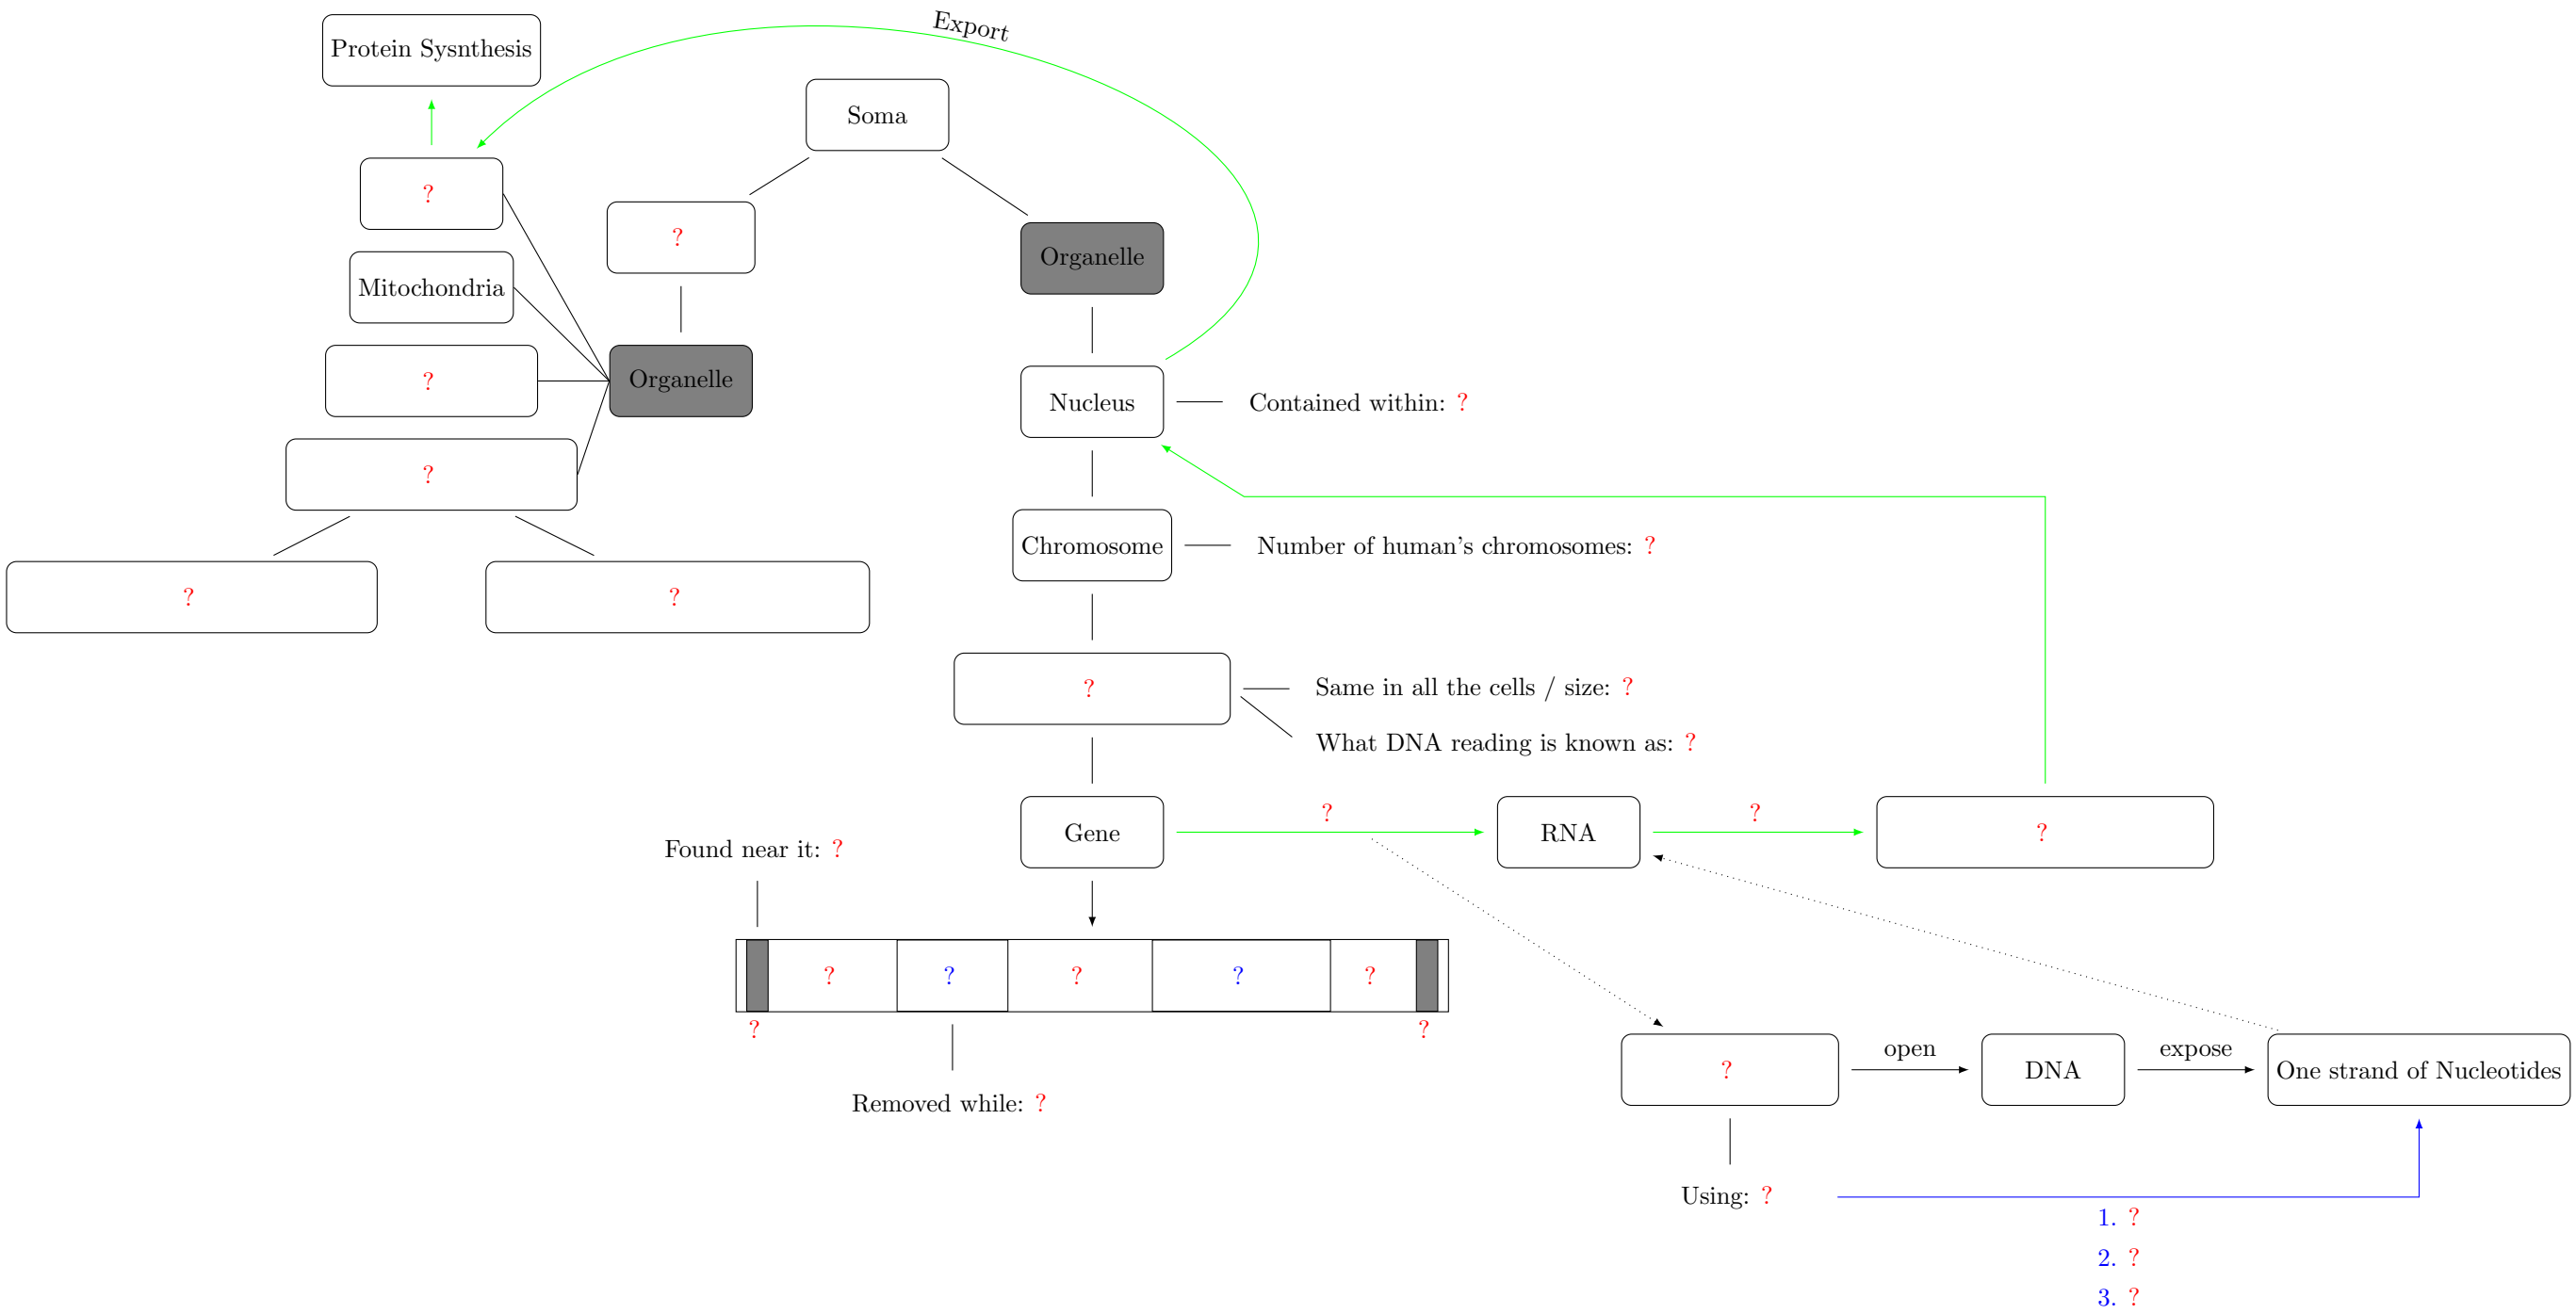 Export
Protein Sysnthesis
Soma
?
?
Organelle
Mitochondria
?
Organelle
Nucleus
Contained within: ?
?
Chromosome
Number of human's chromosomes: ?
?
?
?
Same in all the cells / size: ?
What DNA reading is known as: ?
Gene
?
RNA
?
?
Found near it: ?
?
?
?
?
?
?
?
Removed while: ?
?
open
DNA
expose
One strand of Nucleotides
Using: ?
1. ?
2. ?
3. ?